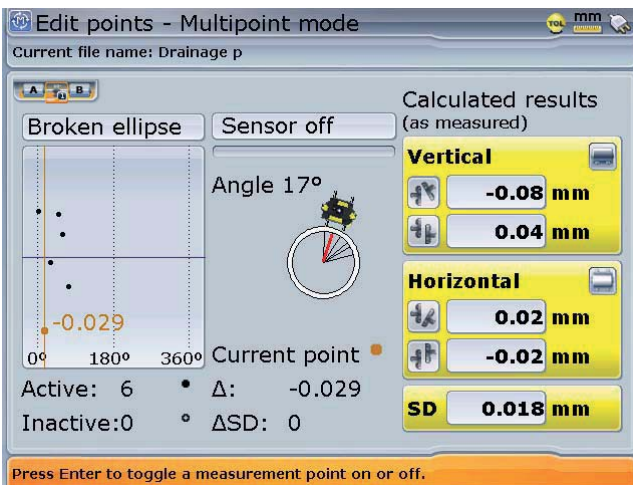 Edit points - Multipoint mode
TOL mm
Current file name: Drainage p
A B
Broken ellipse
Sensor off
Calculated results
(as measured)
Angle 17°
Vertical
-0.08 mm
0.04 mm
Horizontal
0.02 mm
-0.02 mm
-0.029
0° 180° 360°
Current point
Active: 6
Δ: -0.029
Inactive:0
ΔSD: 0
SD 0.018 mm
Press Enter to toggle a measurement point on or off.